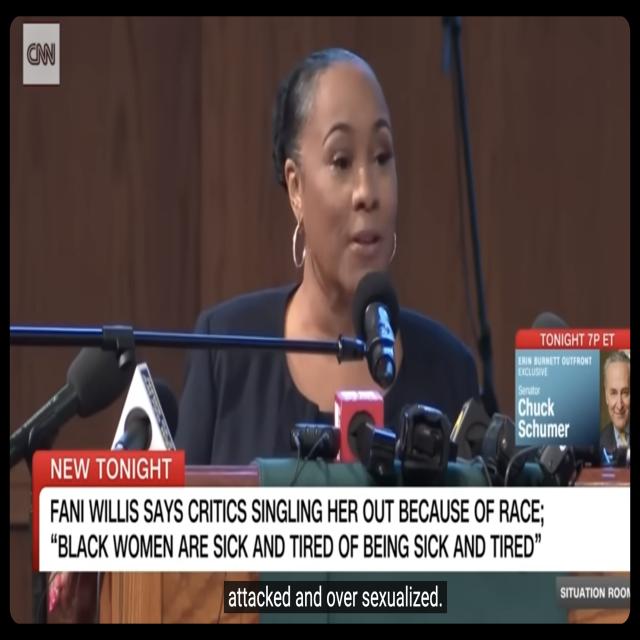 CNN
TONIGHT 7P ET
ERIN BURNETT OUTFRONT
EXCLUSIVE
Senator
Chuck
Schumer
NEW TONIGHT
FANI WILLIS SAYS CRITICS SINGLING HER OUT BECAUSE OF RACE;
“BLACK WOMEN ARE SICK AND TIRED OF BEING SICK AND TIRED”
SITUATION ROOM
attacked and over sexualized.